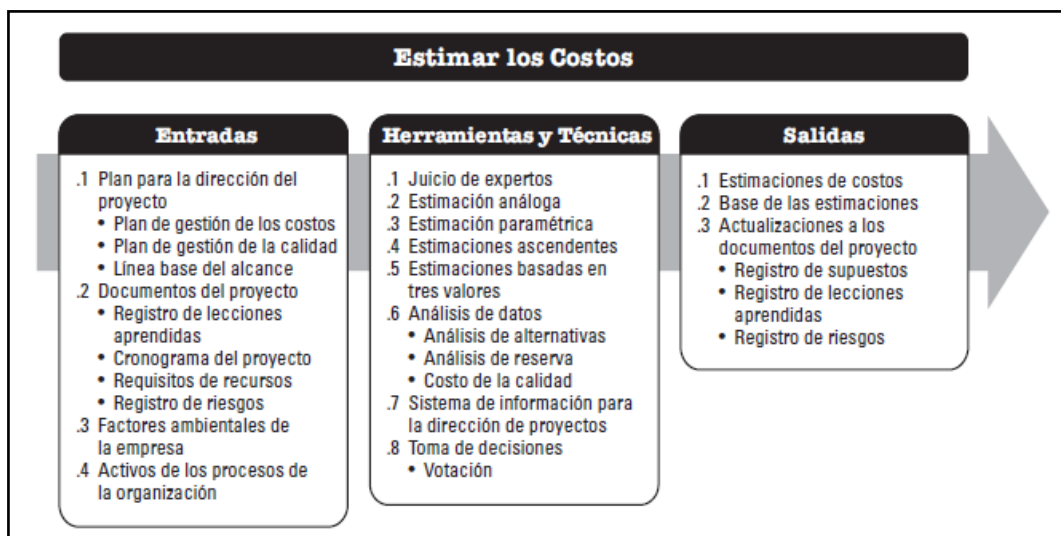 Estimar los Costos
Entradas
.1 Plan para la dirección del
proyecto
• Plan de gestión de los costos
• Plan de gestión de la calidad
• Línea base del alcance
.2 Documentos del proyecto
• Registro de lecciones
aprendidas
• Cronograma del proyecto
• Requisitos de recursos
• Registro de riesgos
.3 Factores ambientales de
la empresa
.4 Activos de los procesos de
la organización
Herramientas y Técnicas
.1 Juicio de expertos
.2 Estimación análoga
.3 Estimación paramétrica
.4 Estimaciones ascendentes
.5 Estimaciones basadas en
tres valores
.6 Análisis de datos
• Análisis de alternativas
• Análisis de reserva
• Costo de la calidad
.7 Sistema de información para
la dirección de proyectos
.8 Toma de decisiones
• Votación
Salidas
.1 Estimaciones de costos
.2 Base de las estimaciones
.3 Actualizaciones a los
documentos del proyecto
• Registro de supuestos
• Registro de lecciones
aprendidas
• Registro de riesgos